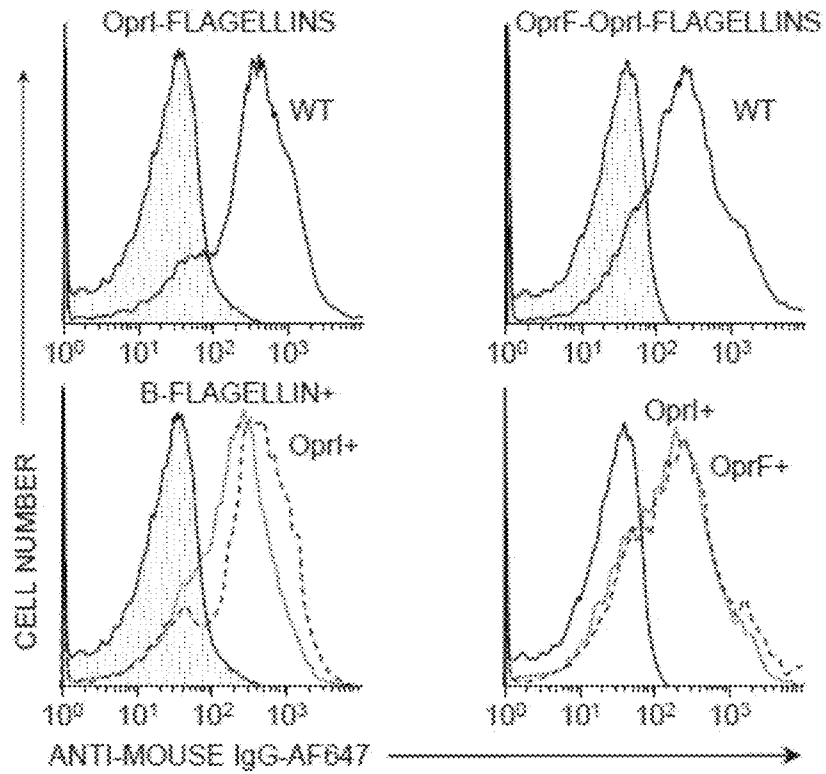 OprI-FLAGELLINS
WT
10⁰ 10¹ 10² 10³
OprF-OprI-FLAGELLINS
WT
10⁰ 10¹ 10² 10³
B-FLAGELLIN+
OprI+
10⁰ 10¹ 10² 10³
OprI+
OprF+
10⁰ 10¹ 10² 10³
CELL NUMBER
ANTI-MOUSE IgG-AF647